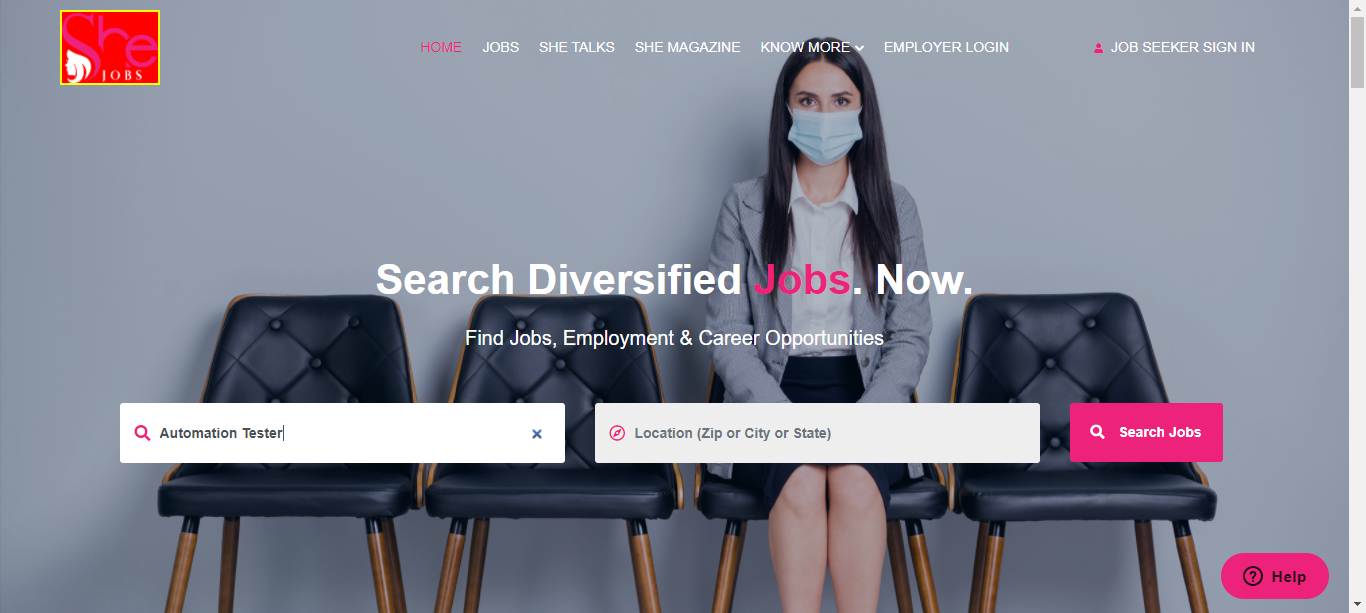 She
JOBS
HOME JOBS SHE TALKS SHE MAGAZINE KNOW MORE EMPLOYER LOGIN JOB SEEKER SIGN IN
Search Diversified Jobs. Now.
Find Jobs, Employment & Career Opportunities
Automation Tester
Location (Zip or City or State)
Search Jobs
Help